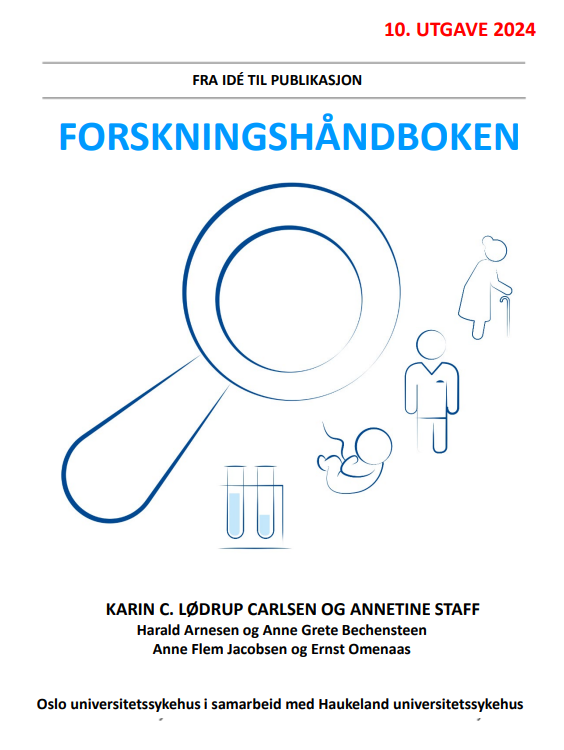 10. UTGAVE 2024
FRA IDÉ TIL PUBLIKASJON
FORSKNINGSHÅNDBOKEN
KARIN C. LØDRUP CARLSEN OG ANNETINE STAFF
Harald Arnesen og Anne Grete Bechensteen
Anne Flem Jacobsen og Ernst Omenaas
Oslo universitetssykehus i samarbeid med Haukeland universitetssykehus